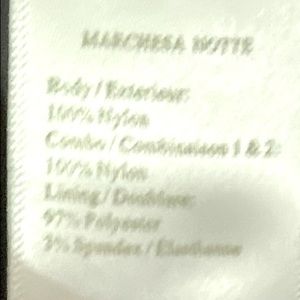 MARCHESA NOTTE
Body / Exterieur:
100% Nylon
Combo / Combinaison 1 & 2:
100% Nylon
Lining / Doublure:
97% Polyester
3% Spandex / Elasthanne